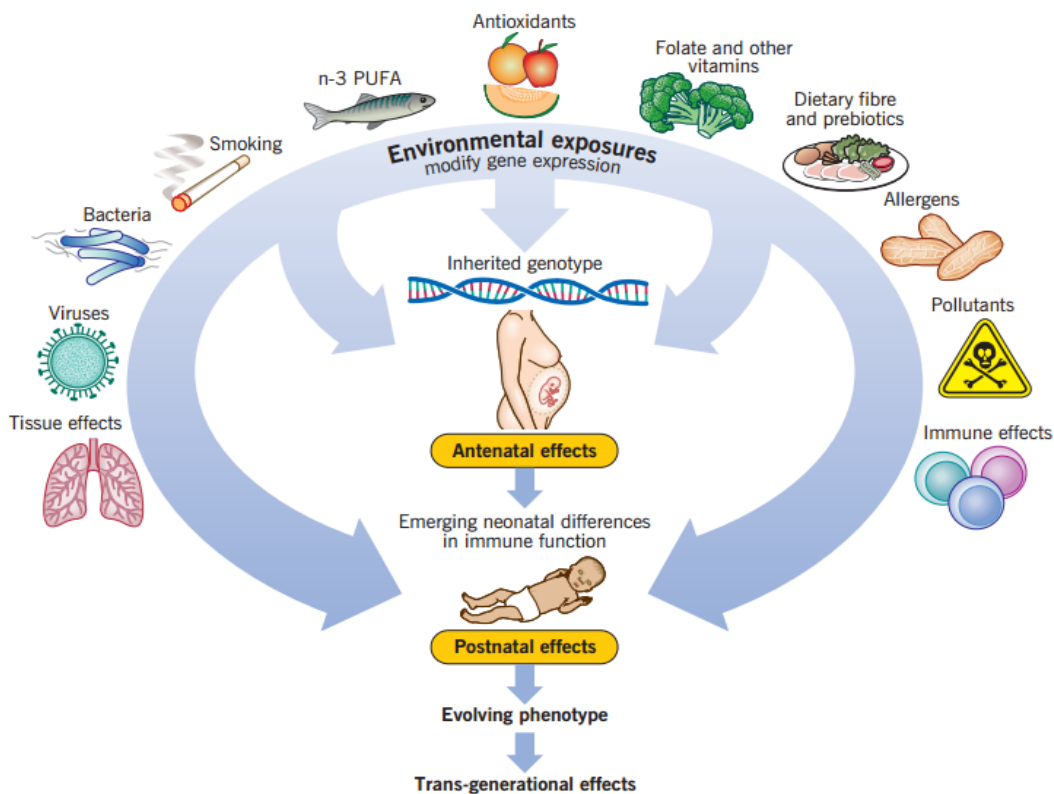 Antioxidants
n-3 PUFA
Folate and other
vitamins
Dietary fibre
and prebiotics
Smoking
Environmental exposures
modify gene expression
Allergens
Bacteria
Inherited genotype
Viruses
Pollutants
Tissue effects
Immune effects
Antenatal effects
Emerging neonatal differences
in immune function
Postnatal effects
Evolving phenotype
Trans-generational effects